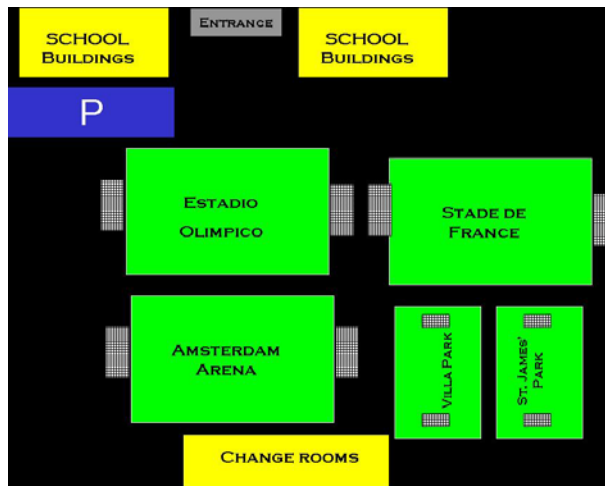 ENTRANCE
SCHOOL
BUILDINGS
SCHOOL
BUILDINGS
P
ESTADIO
OLIMPICO
STADE DE
FRANCE
AMSTERDAM
ARENA
VILLA PARK
ST. JAMES'
PARK
CHANGE ROOMS